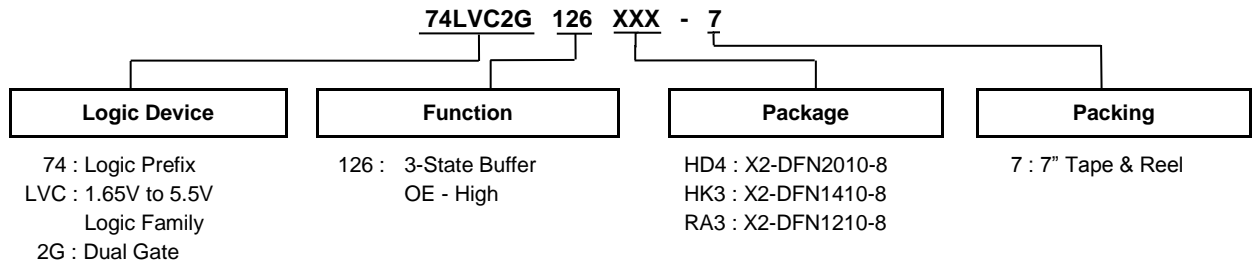 74LVC2G 126 XXX - 7
Logic Device
74 : Logic Prefix
LVC : 1.65V to 5.5V
Logic Family
2G : Dual Gate
Function
126 : 3-State Buffer
OE - High
Package
HD4 : X2-DFN2010-8
HK3 : X2-DFN1410-8
RA3 : X2-DFN1210-8
Packing
7 : 7” Tape & Reel